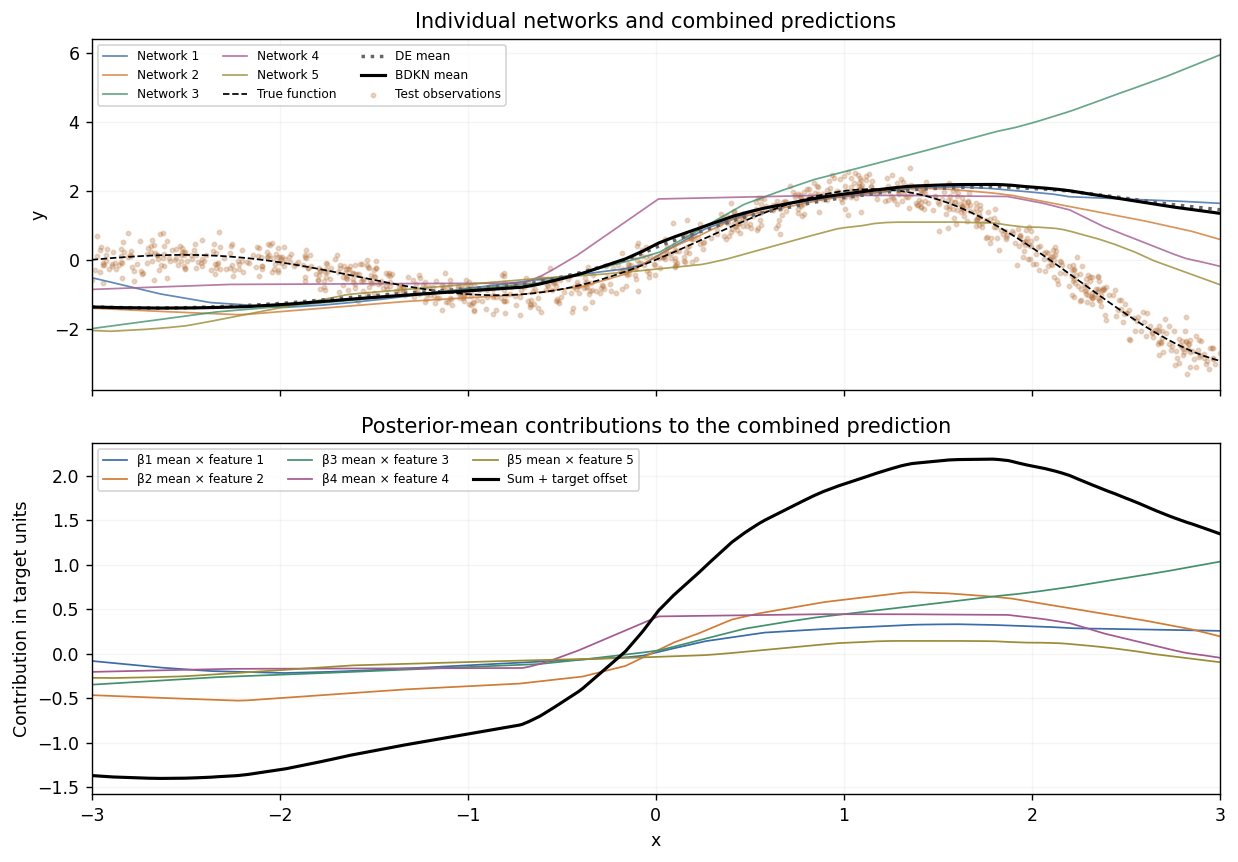 Individual networks and combined predictions
Network 1
Network 2
Network 3
Network 4
Network 5
True function
DE mean
BDKN mean
Test observations
6
4
2
0
−2
y
Posterior-mean contributions to the combined prediction
β1 mean × feature 1
β2 mean × feature 2
β3 mean × feature 3
β4 mean × feature 4
β5 mean × feature 5
Sum + target offset
2.0
1.5
1.0
0.5
0.0
−0.5
−1.0
−1.5
Contribution in target units
−3
−2
−1
0
1
2
3
x